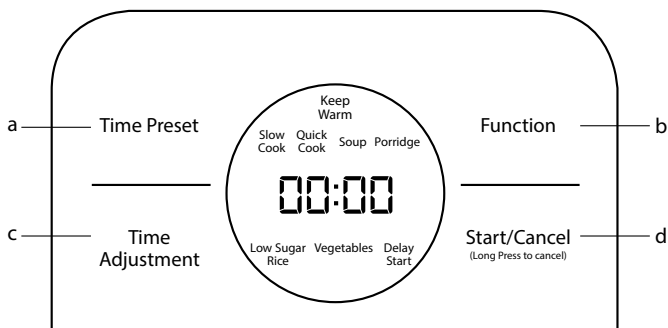 Keep
Warm
a
Time Preset
Slow
Cook
Quick
Cook
Soup
Porridge
Function
b
00:00
c
Time
Adjustment
Low Sugar
Rice
Vegetables
Delay
Start
Start/Cancel
(Long Press to cancel)
d